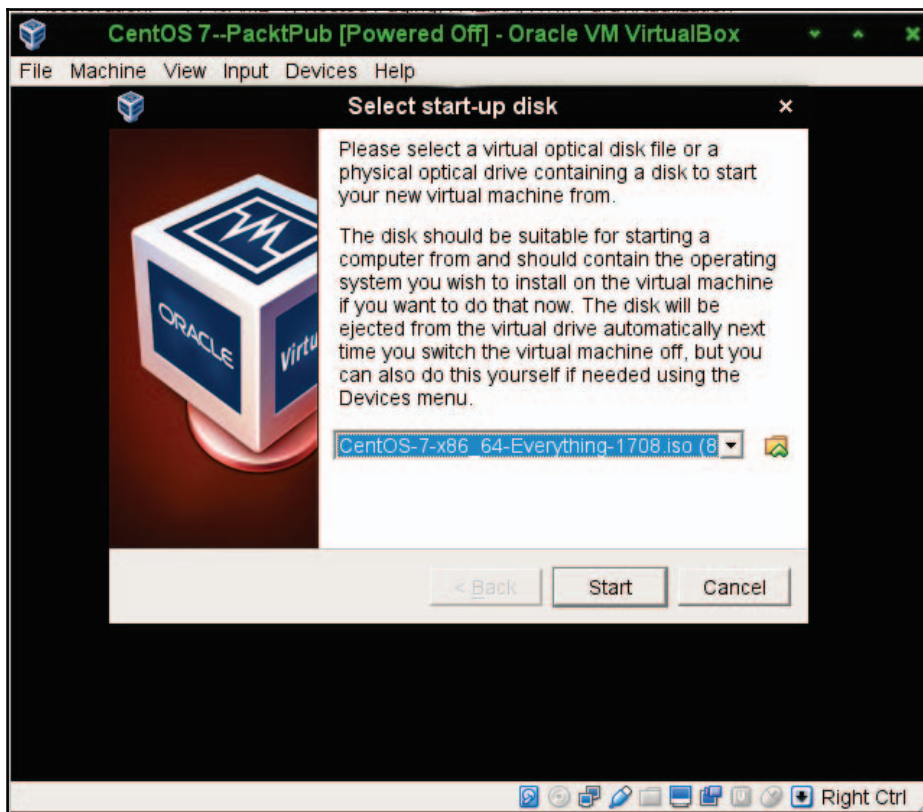 CentOS 7--PacktPub [Powered Off] - Oracle VM VirtualBox
File Machine View Input Devices Help
Select start-up disk
Please select a virtual optical disk file or a
physical optical drive containing a disk to start
your new virtual machine from.
The disk should be suitable for starting a
computer from and should contain the operating
system you wish to install on the virtual machine
if you want to do that now. The disk will be
ejected from the virtual drive automatically next
time you switch the virtual machine off, but you
can also do this yourself if needed using the
Devices menu.
ORACLE
Virtu
CentOS-7-x86_64-Everything-1708.iso (8
< Back Start Cancel
Right Ctrl